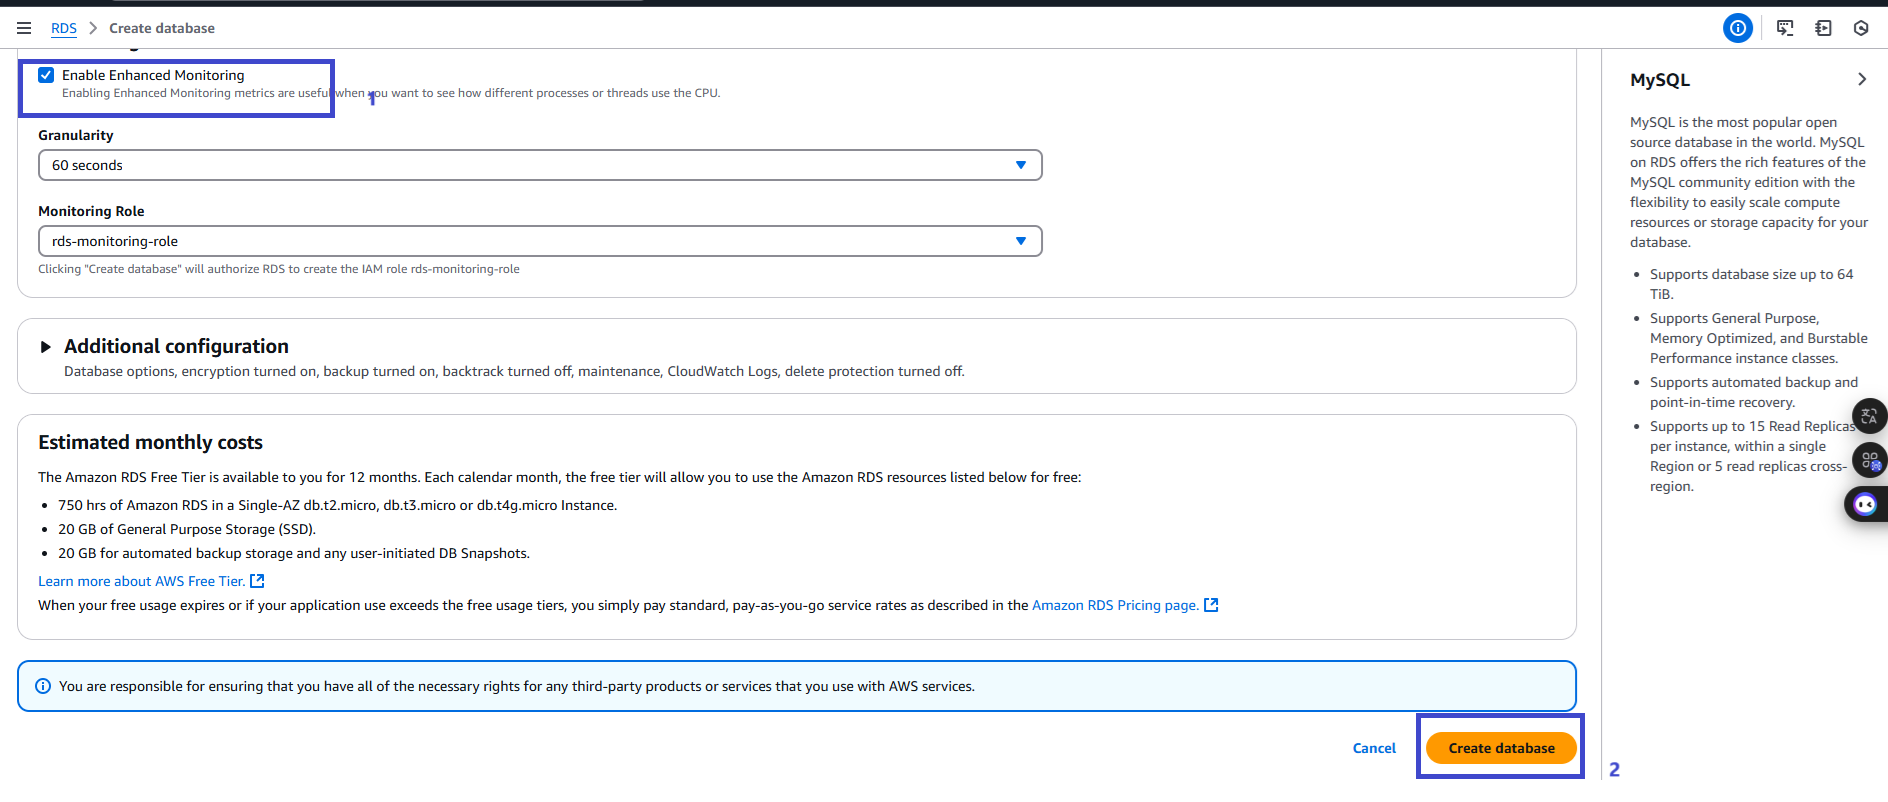 RDS > Create database
Enable Enhanced Monitoring
Enabling Enhanced Monitoring metrics are useful when you want to see how different processes or threads use the CPU.
1
Granularity
60 seconds
Monitoring Role
rds-monitoring-role
Clicking "Create database" will authorize RDS to create the IAM role rds-monitoring-role
Additional configuration
Database options, encryption turned on, backup turned on, backtrack turned off, maintenance, CloudWatch Logs, delete protection turned off.
Estimated monthly costs
The Amazon RDS Free Tier is available to you for 12 months. Each calendar month, the free tier will allow you to use the Amazon RDS resources listed below for free:
• 750 hrs of Amazon RDS in a Single-AZ db.t2.micro, db.t3.micro or db.t4g.micro Instance.
• 20 GB of General Purpose Storage (SSD).
• 20 GB for automated backup storage and any user-initiated DB Snapshots.
Learn more about AWS Free Tier.
When your free usage expires or if your application use exceeds the free usage tiers, you simply pay standard, pay-as-you-go service rates as described in the Amazon RDS Pricing page.
You are responsible for ensuring that you have all of the necessary rights for any third-party products or services that you use with AWS services.
Cancel
Create database
2
MySQL
MySQL is the most popular open
source database in the world. MySQL
on RDS offers the rich features of the
MySQL community edition with the
flexibility to easily scale compute
resources or storage capacity for your
database.
• Supports database size up to 64
TiB.
• Supports General Purpose,
Memory Optimized, and Burstable
Performance instance classes.
• Supports automated backup and
point-in-time recovery.
• Supports up to 15 Read Replicas
per instance, within a single
Region or 5 read replicas cross-
region.